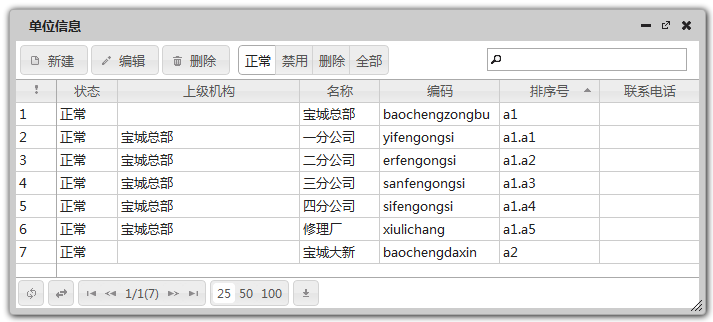 单位信息
新建 编辑 删除 正常 禁用 删除 全部
! 状态 上级机构 名称 编码 排序号 联系电话
1 正常 宝城总部 baochengzongbu a1
2 正常 宝城总部 一分公司 yifengongsi a1.a1
3 正常 宝城总部 二分公司 erfengongsi a1.a2
4 正常 宝城总部 三分公司 sanfengongsi a1.a3
5 正常 宝城总部 四分公司 sifengongsi a1.a4
6 正常 宝城总部 修理厂 xiulichang a1.a5
7 正常 宝城大新 baochengdaxin a2
1/1(7) 25 50 100